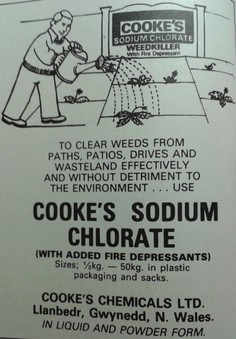 COOKE'S
SODIUM CHLORATE
WEEDKILLER
With Fire Depressant
TO CLEAR WEEDS FROM
PATHS, PATIOS, DRIVES AND
WASTELAND EFFECTIVELY
AND WITHOUT DETRIMENT TO
THE ENVIRONMENT . . . USE
COOKE'S SODIUM
CHLORATE
(WITH ADDED FIRE DEPRESSANTS)
Sizes; ½kg. — 50kg. in plastic
packaging and sacks.
COOKE'S CHEMICALS LTD.
Llanbedr, Gwynedd, N. Wales.
IN LIQUID AND POWDER FORM.